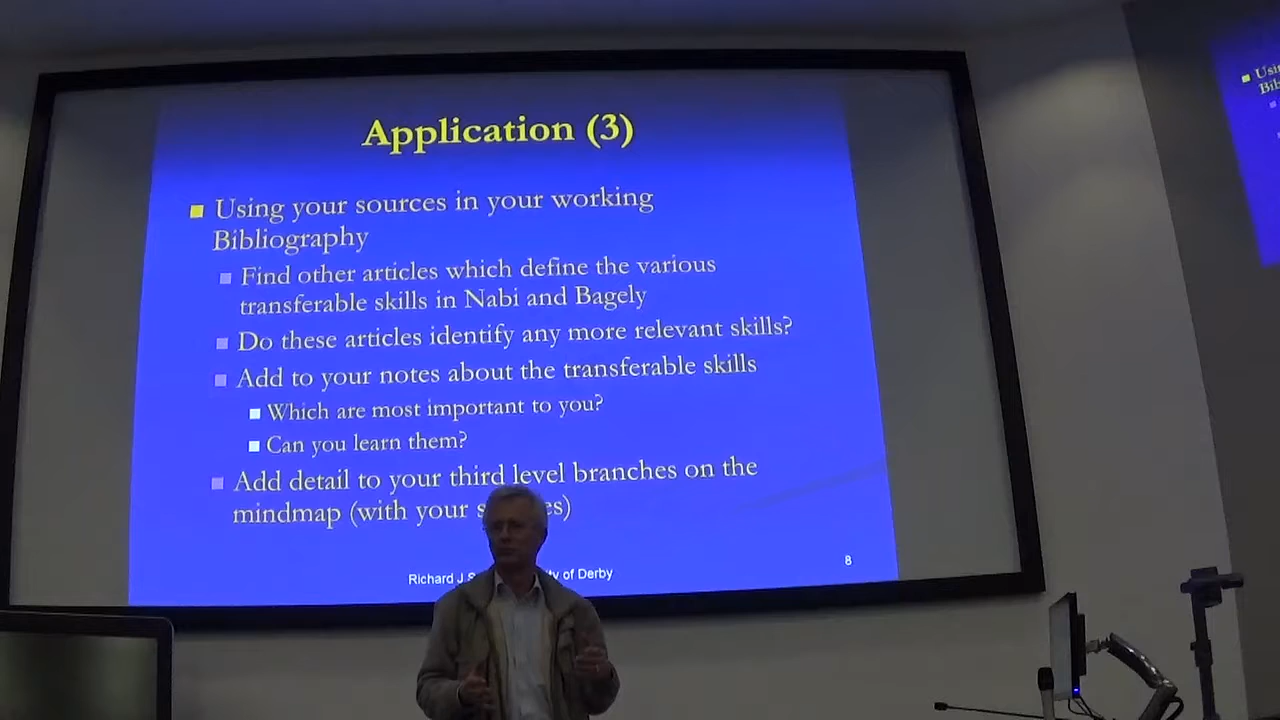 Application (3)
Using your sources in your working
Bibliography
Find other articles which define the various
transferable skills in Nabi and Bagely
Do these articles identify any more relevant skills?
Add to your notes about the transferable skills
Which are most important to you?
Can you learn them?
Add detail to your third level branches on the
mindmap (with your
Richard J of Derby
8